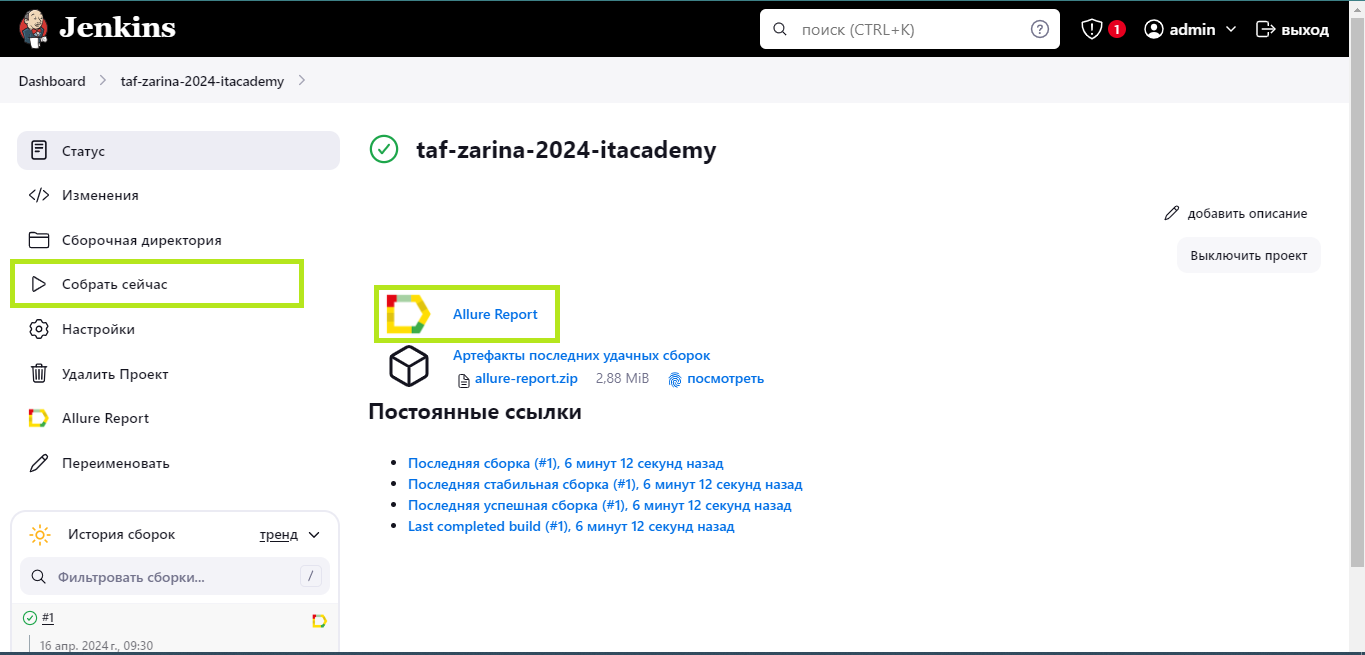 Jenkins
поиск (CTRL+K)
?
1
admin
выход
Dashboard
taf-zarina-2024-itacademy
Статус
Изменения
Сборочная директория
Собрать сейчас
Настройки
Удалить Проект
Allure Report
Переименовать
История сборок
тренд
Фильтровать сборки...
/
#1
16 апр. 2024 г., 09:30
taf-zarina-2024-itacademy
добавить описание
Выключить проект
Allure Report
Артефакты последних удачных сборок
allure-report.zip 2,88 MiB посмотреть
Постоянные ссылки
Последняя сборка (#1), 6 минут 12 секунд назад
Последняя стабильная сборка (#1), 6 минут 12 секунд назад
Последняя успешная сборка (#1), 6 минут 12 секунд назад
Last completed build (#1), 6 минут 12 секунд назад